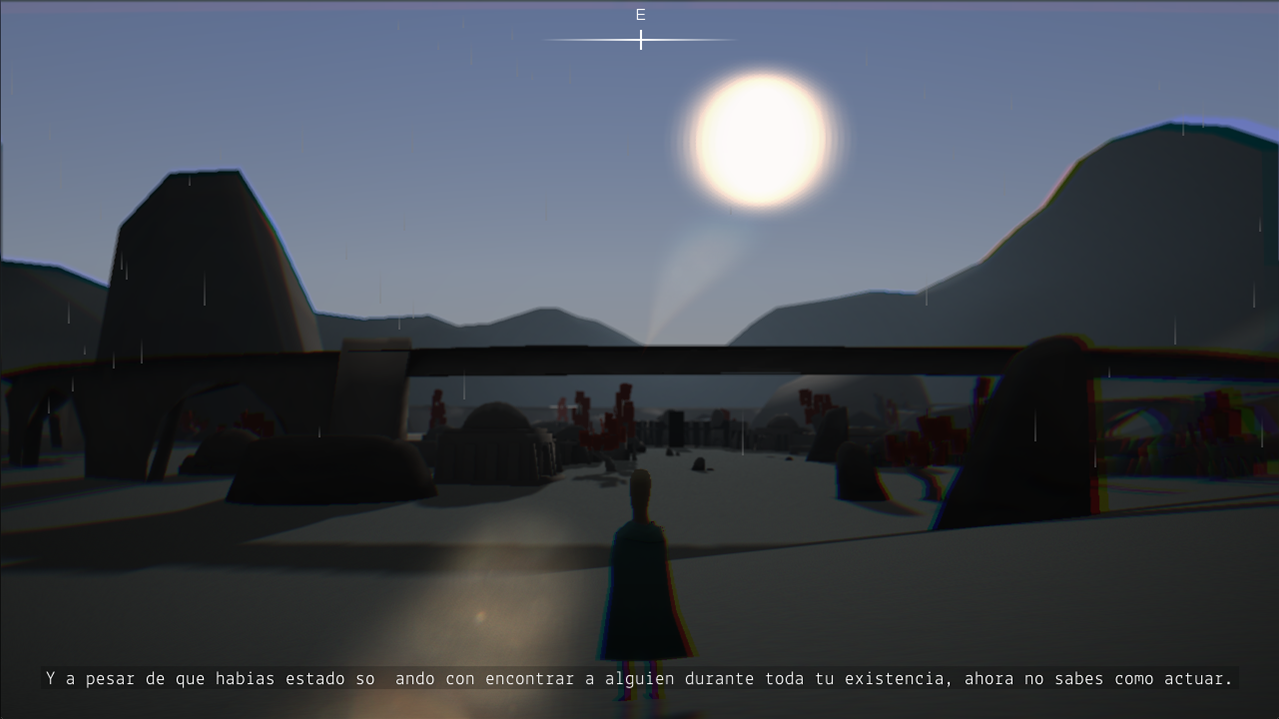 E
Y a pesar de que habias estado so  ando con encontrar a alguien durante toda tu existencia, ahora no sabes como actuar.